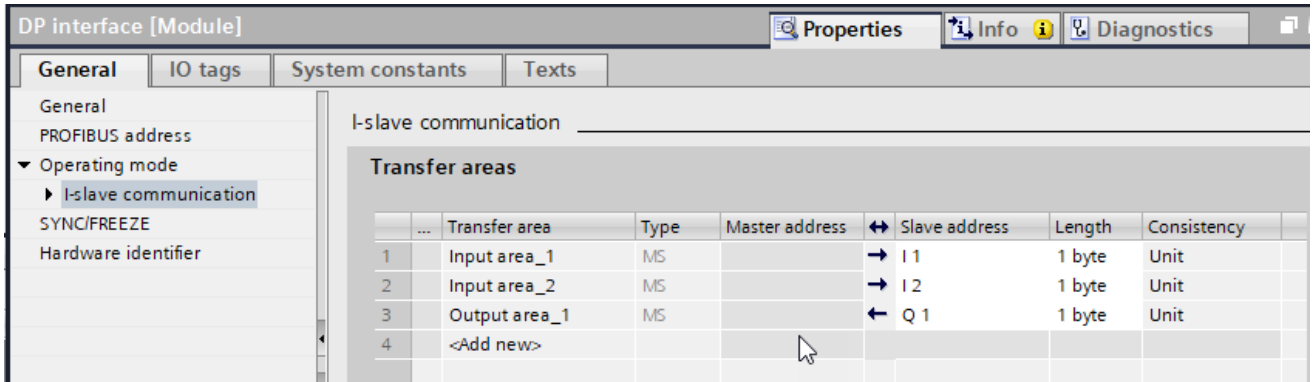 DP interface [Module]
Properties
Info
Diagnostics
General
IO tags
System constants
Texts
General
PROFIBUS address
Operating mode
I-slave communication
SYNC/FREEZE
Hardware identifier
I-slave communication
Transfer areas
... Transfer area Type Master address ↔ Slave address Length Consistency
1 Input area_1 MS → I 1 1 byte Unit
2 Input area_2 MS → I 2 1 byte Unit
3 Output area_1 MS ← Q 1 1 byte Unit
4 <Add new>